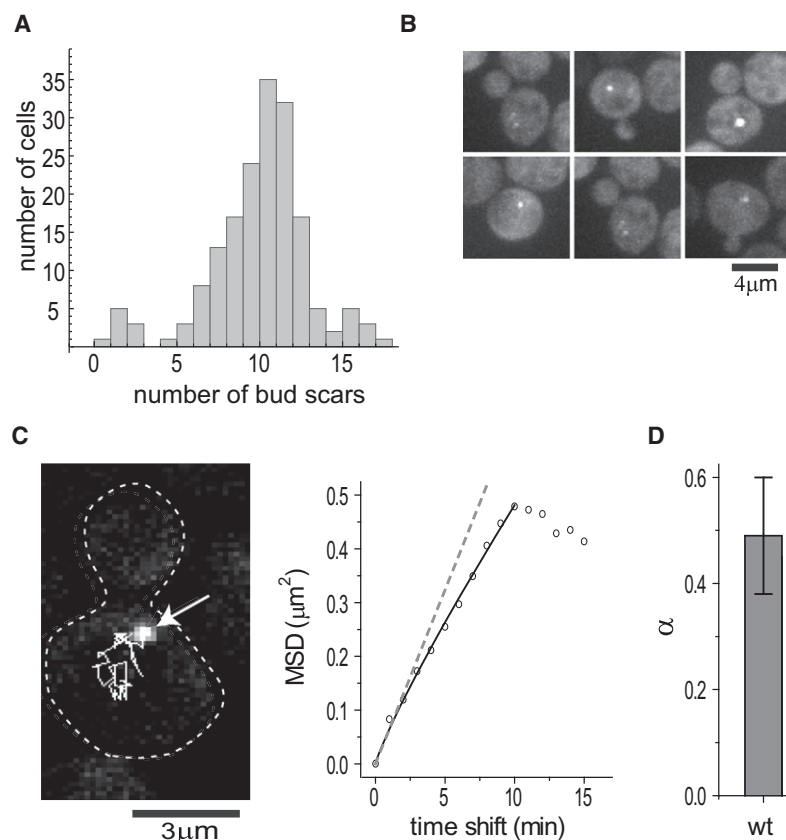 A
number of cells
35
30
25
20
15
10
5
0 5 10 15
number of bud scars
B
4μm
C
3μm
MSD (μm²)
0.5
0.4
0.3
0.2
0.1
0.0
0 5 10 15
time shift (min)
D
α
0.6
0.4
0.2
0.0
wt